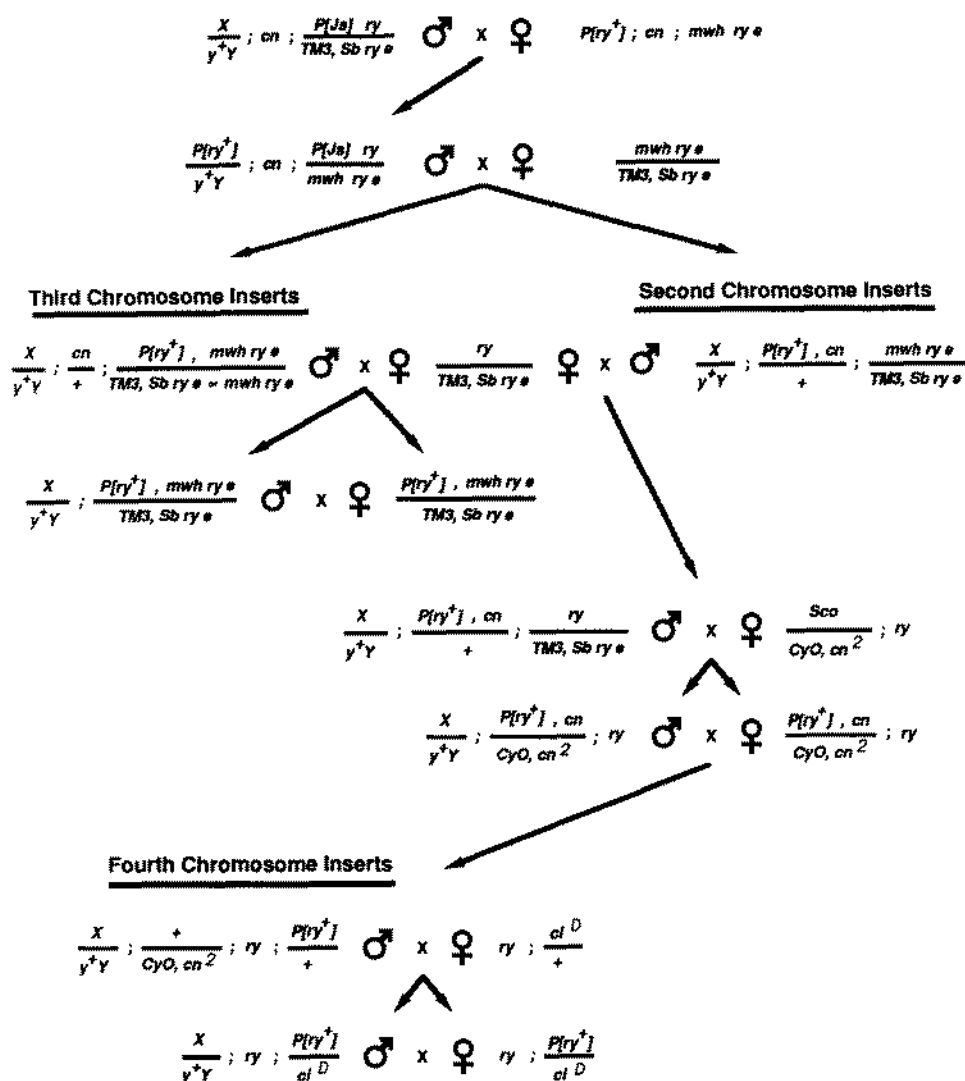 X/y⁺Y ; cn ; P[Js] ry/TM3, Sb ry e ♂ x ♀ P[ry⁺] ; cn ; mwh ry e
P[ry⁺]/y⁺Y ; cn ; P[Js] ry/mwh ry e ♂ x ♀ mwh ry e/TM3, Sb ry e
Third Chromosome Inserts
Second Chromosome Inserts
X/y⁺Y ; cn/+ ; P[ry⁺] , mwh ry e/TM3, Sb ry e ∝ mwh ry e ♂ x ♀ ry/TM3, Sb ry e ♀ x ♂ X/y⁺Y ; P[ry⁺] , cn/+ ; mwh ry e/TM3, Sb ry e
X/y⁺Y ; P[ry⁺] , mwh ry e/TM3, Sb ry e ♂ x ♀ P[ry⁺] , mwh ry e/TM3, Sb ry e
X/y⁺Y ; P[ry⁺] , cn/+ ; ry/TM3, Sb ry e ♂ x ♀ Sco/CyO, cn² ; ry
X/y⁺Y ; P[ry⁺] , cn/CyO, cn² ; ry ♂ x ♀ P[ry⁺] , cn/CyO, cn² ; ry
Fourth Chromosome Inserts
X/y⁺Y ; +/CyO, cn² ; ry ; P[ry⁺]/+ ♂ x ♀ ry ; ci D/+
X/y⁺Y ; ry ; P[ry⁺]/ci D ♂ x ♀ ry ; P[ry⁺]/ci D